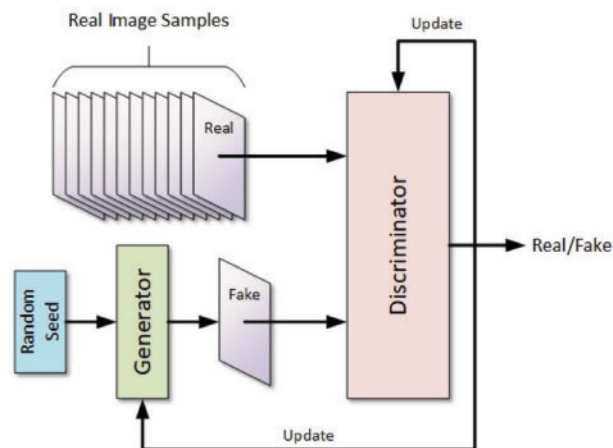 Real Image Samples
Update
Real
Discriminator
Real/Fake
Random
Seed
Generator
Fake
Update